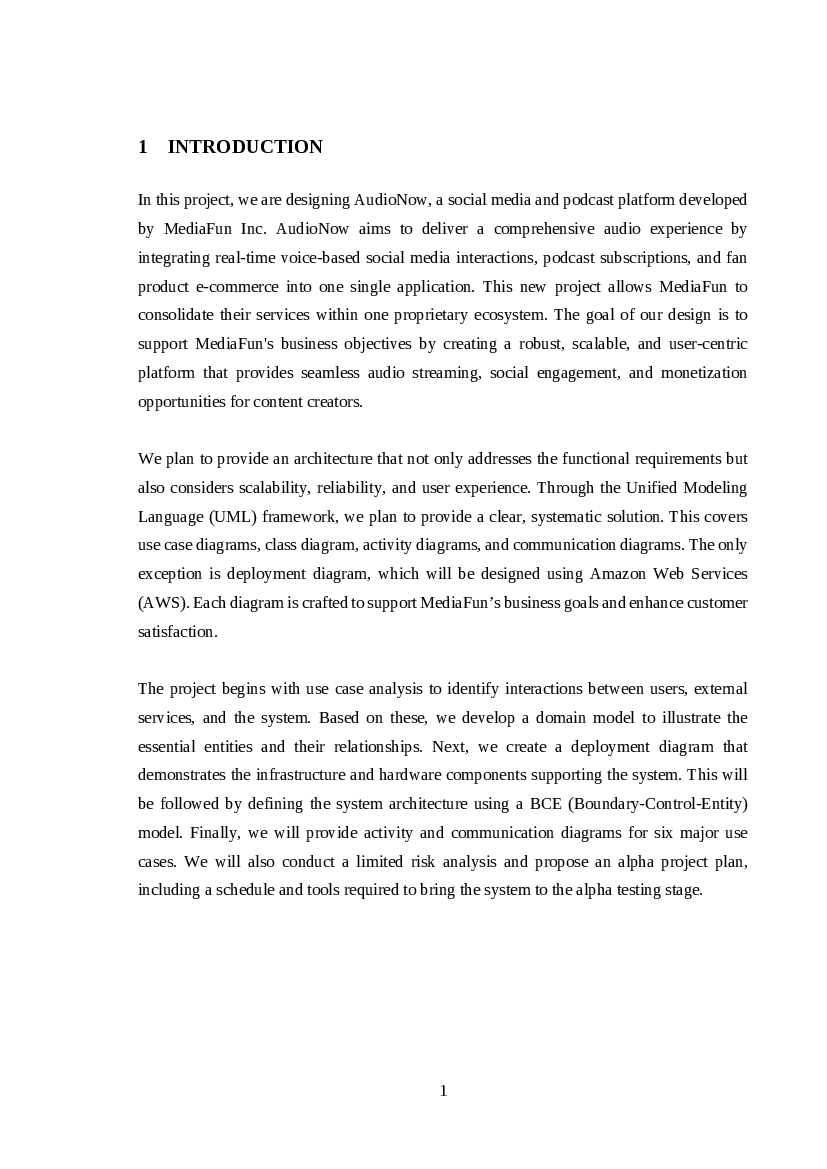 1 INTRODUCTION
In this project, we are designing AudioNow, a social media and podcast platform developed
by MediaFun Inc. AudioNow aims to deliver a comprehensive audio experience by
integrating real-time voice-based social media interactions, podcast subscriptions, and fan
product e-commerce into one single application. This new project allows MediaFun to
consolidate their services within one proprietary ecosystem. The goal of our design is to
support MediaFun's business objectives by creating a robust, scalable, and user-centric
platform that provides seamless audio streaming, social engagement, and monetization
opportunities for content creators.
We plan to provide an architecture that not only addresses the functional requirements but
also considers scalability, reliability, and user experience. Through the Unified Modeling
Language (UML) framework, we plan to provide a clear, systematic solution. This covers
use case diagrams, class diagram, activity diagrams, and communication diagrams. The only
exception is deployment diagram, which will be designed using Amazon Web Services
(AWS). Each diagram is crafted to support MediaFun’s business goals and enhance customer
satisfaction.
The project begins with use case analysis to identify interactions between users, external
services, and the system. Based on these, we develop a domain model to illustrate the
essential entities and their relationships. Next, we create a deployment diagram that
demonstrates the infrastructure and hardware components supporting the system. This will
be followed by defining the system architecture using a BCE (Boundary-Control-Entity)
model. Finally, we will provide activity and communication diagrams for six major use
cases. We will also conduct a limited risk analysis and propose an alpha project plan,
including a schedule and tools required to bring the system to the alpha testing stage.
1